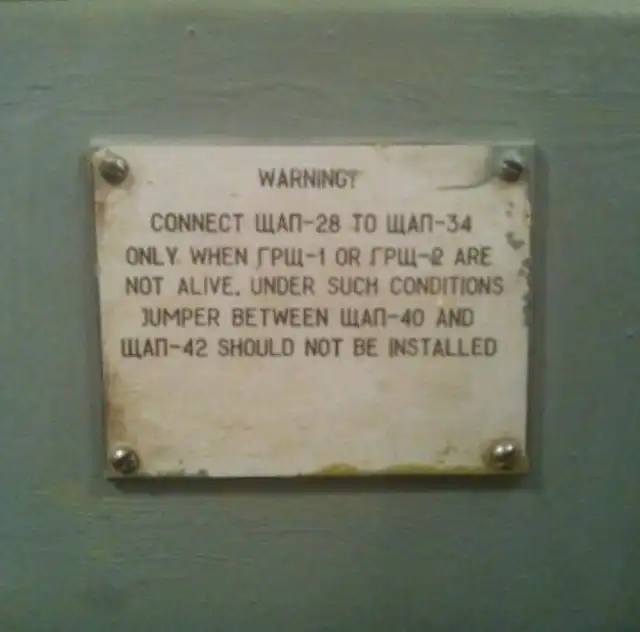 WARNING!
CONNECT ЩАП-28 TO ЩАП-34
ONLY WHEN ГРЩ-1 OR ГРЩ-2 ARE
NOT ALIVE. UNDER SUCH CONDITIONS
JUMPER BETWEEN ЩАП-40 AND
ЩАП-42 SHOULD NOT BE INSTALLED